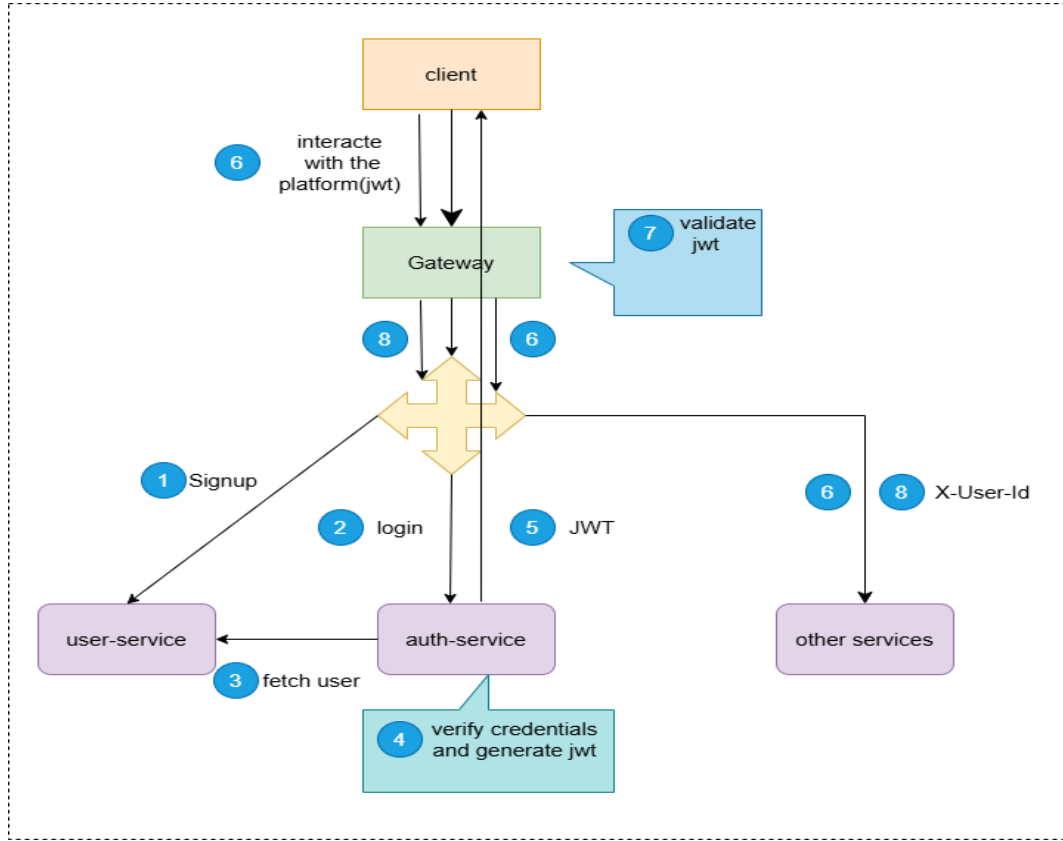 client
6
interacte
with the
platform(jwt)
7
validate
jwt
Gateway
8
6
1
Signup
2
login
5
JWT
6
8
X-User-Id
user-service
auth-service
other services
3
fetch user
4
verify credentials
and generate jwt